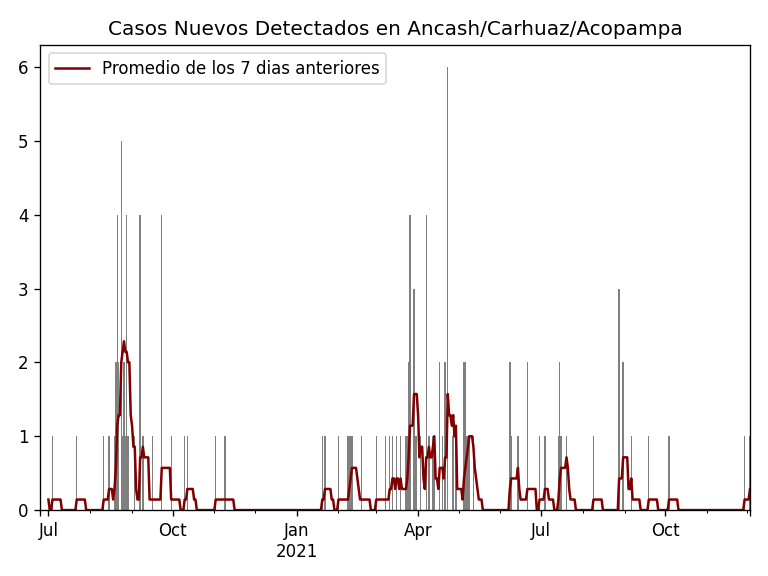 Casos Nuevos Detectados en Ancash/Carhuaz/Acopampa
Promedio de los 7 dias anteriores
6
5
4
3
2
1
0
Jul Oct Jan Apr Jul Oct
2021